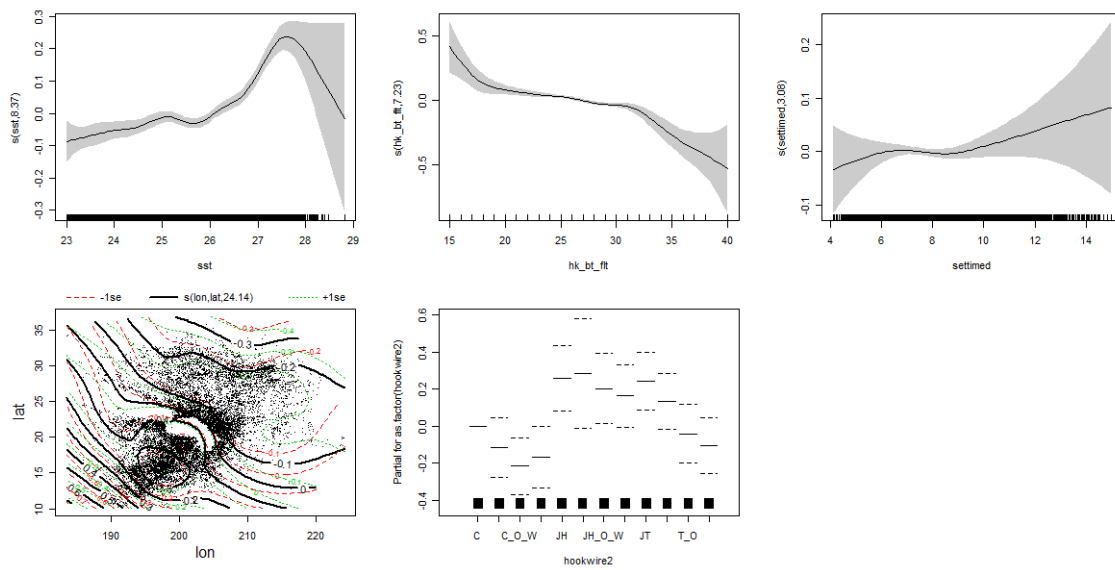 s(sst,8.37)
0.3
0.2
0.1
0.0
-0.1
-0.2
-0.3
23 24 25 26 27 28 29
sst
s(hk_bt_flt,7.23)
0.5
0.0
-0.5
15 20 25 30 35 40
hk_bt_flt
s(settimed,3.08)
0.2
0.1
0.0
-0.1
4 6 8 10 12 14
settimed
-1se s(lon,lat,24.14) +1se
lat
35
30
25
20
15
10
-0.3
-0.2
-0.1
0.2
190 200 210 220
lon
Partial for as.factor(hookwire2)
0.6
0.4
0.2
0.0
-0.2
-0.4
C C_O_W JH JH_O_W JT T_O
hookwire2